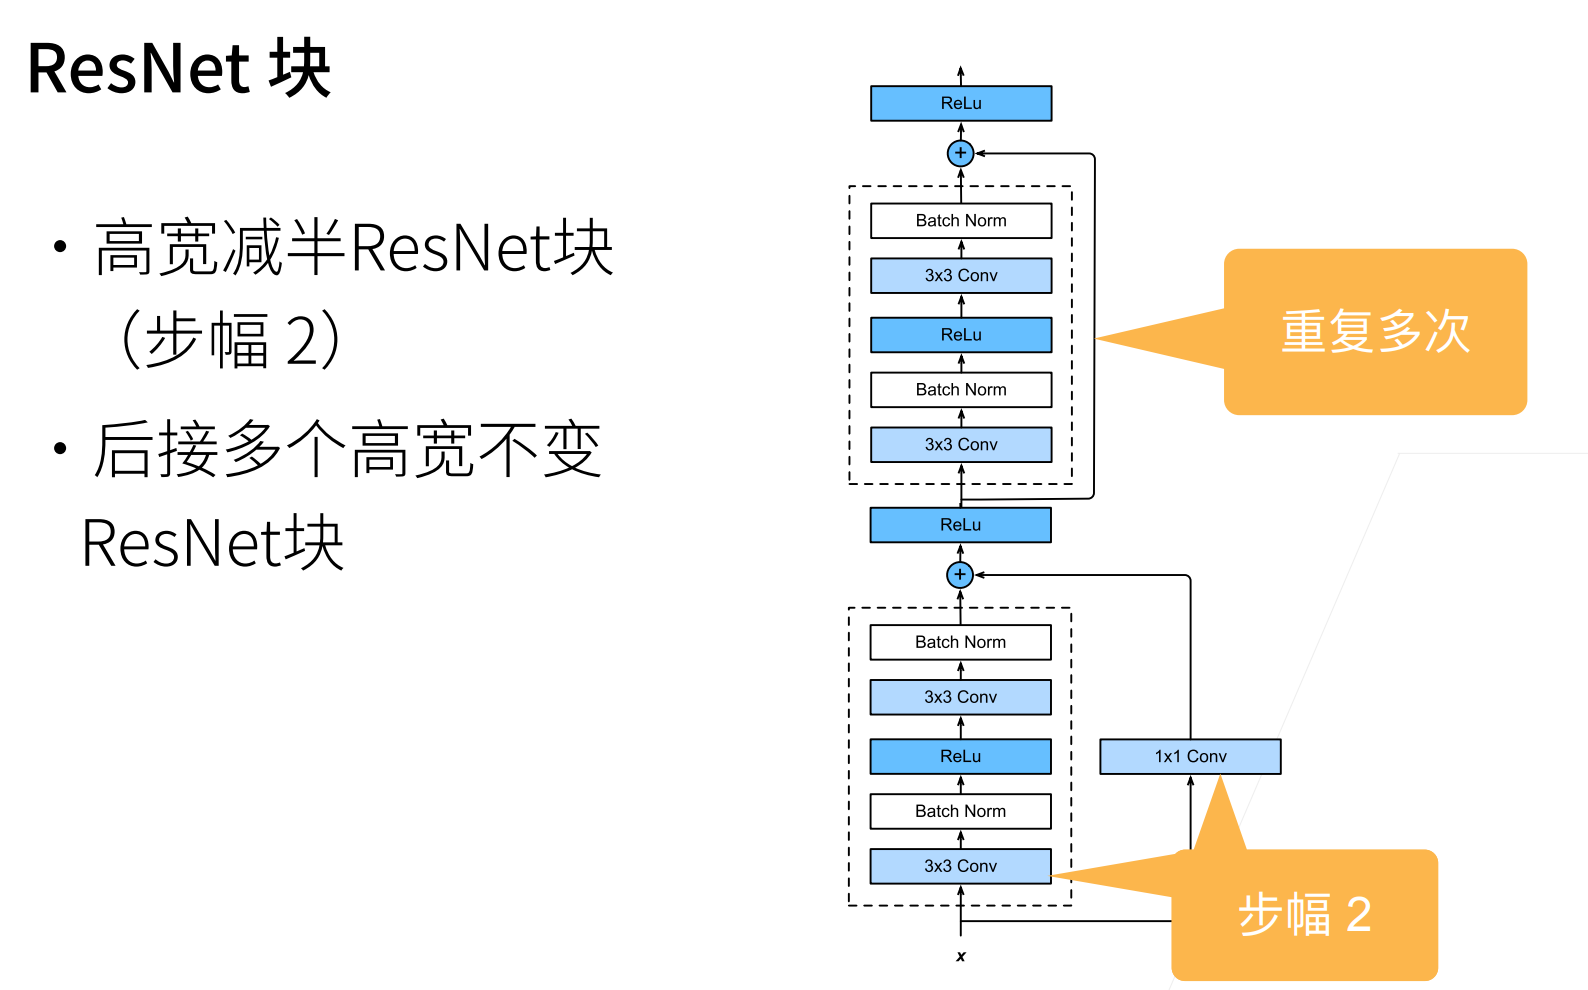 ResNet 块
• 高宽减半ResNet块
（步幅 2）
• 后接多个高宽不变
ResNet块
ReLu
+
Batch Norm
3x3 Conv
ReLu
Batch Norm
3x3 Conv
重复多次
ReLu
+
Batch Norm
3x3 Conv
ReLu
1x1 Conv
Batch Norm
3x3 Conv
步幅 2
x